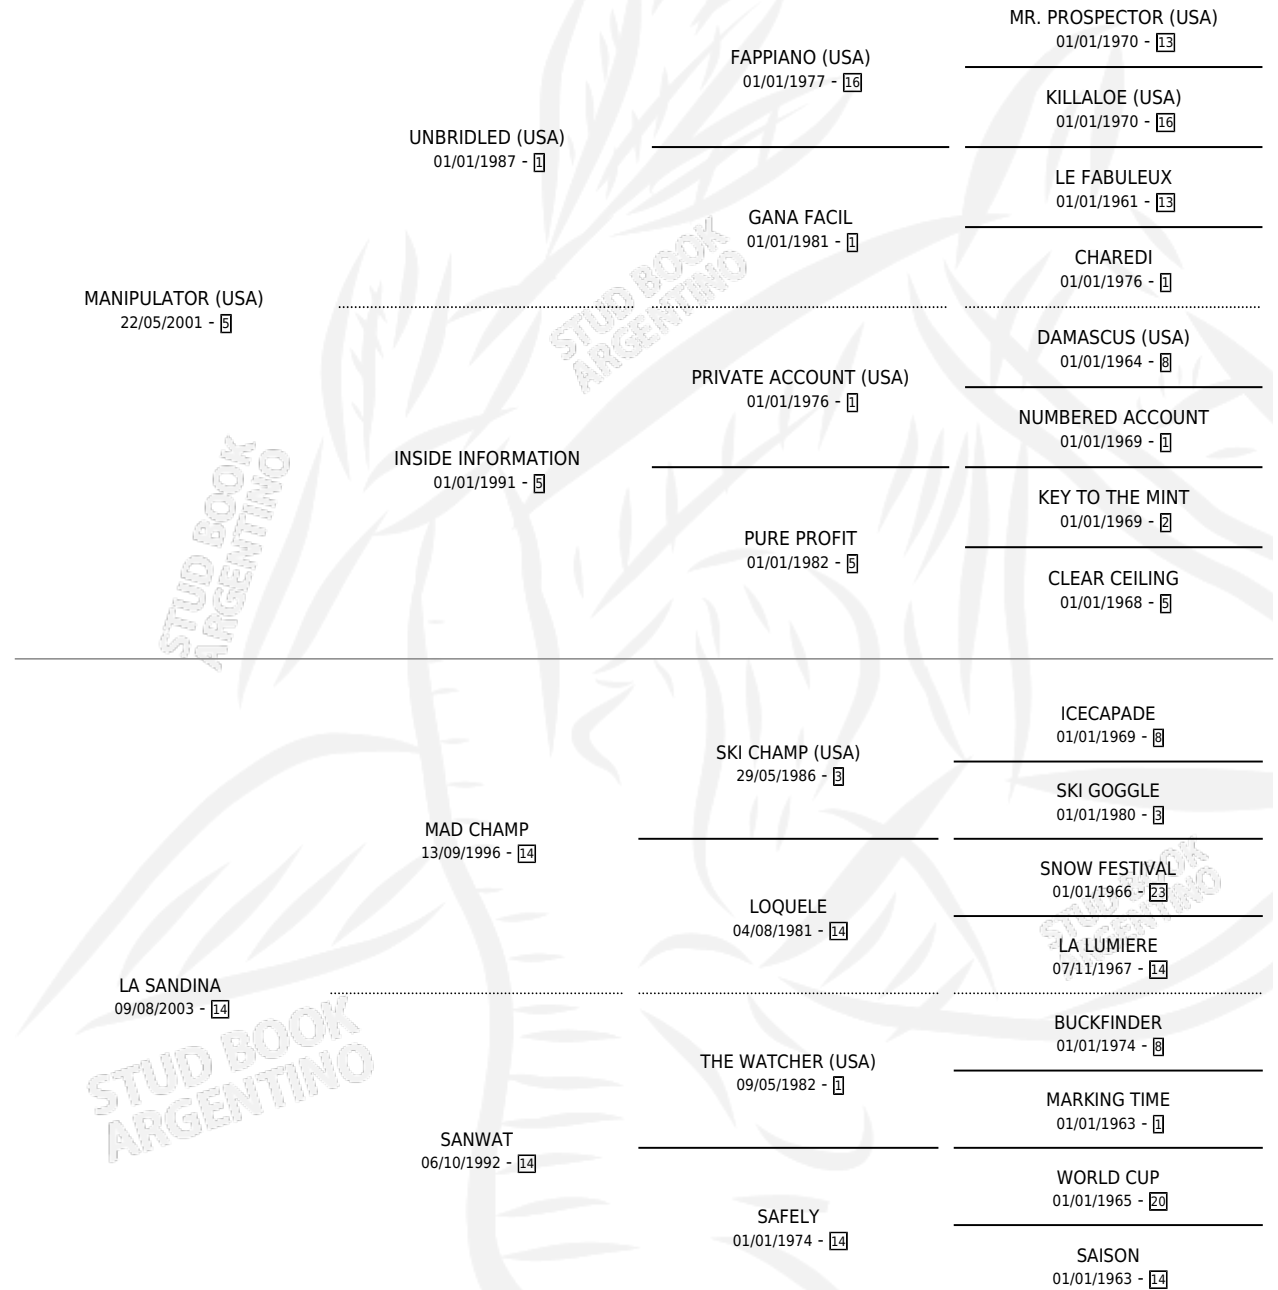 MR. PROSPECTOR (USA)
01/01/1970 - 13
FAPPIANO (USA)
01/01/1977 - 16
KILLALOE (USA)
01/01/1970 - 16
UNBRIDLED (USA)
01/01/1987 - 1
LE FABULEUX
01/01/1961 - 13
GANA FACIL
01/01/1981 - 1
CHAREDI
01/01/1976 - 1
MANIPULATOR (USA)
22/05/2001 - 5
DAMASCUS (USA)
01/01/1964 - 8
PRIVATE ACCOUNT (USA)
01/01/1976 - 1
NUMBERED ACCOUNT
01/01/1969 - 1
INSIDE INFORMATION
01/01/1991 - 5
KEY TO THE MINT
01/01/1969 - 2
PURE PROFIT
01/01/1982 - 5
CLEAR CEILING
01/01/1968 - 5
ICECAPADE
01/01/1969 - 8
SKI CHAMP (USA)
29/05/1986 - 3
SKI GOGGLE
01/01/1980 - 3
MAD CHAMP
13/09/1996 - 14
SNOW FESTIVAL
01/01/1966 - 23
LOQUELE
04/08/1981 - 14
LA LUMIERE
07/11/1967 - 14
LA SANDINA
09/08/2003 - 14
BUCKFINDER
01/01/1974 - 8
THE WATCHER (USA)
09/05/1982 - 1
MARKING TIME
01/01/1963 - 1
SANWAT
06/10/1992 - 14
WORLD CUP
01/01/1965 - 20
SAFELY
01/01/1974 - 14
SAISON
01/01/1963 - 14
STUD BOOK
ARGENTINO
STUD BOOK
ARGENTINO
STUD BOOK
ARGENTINO
STUD BOOK
ARGENTINO